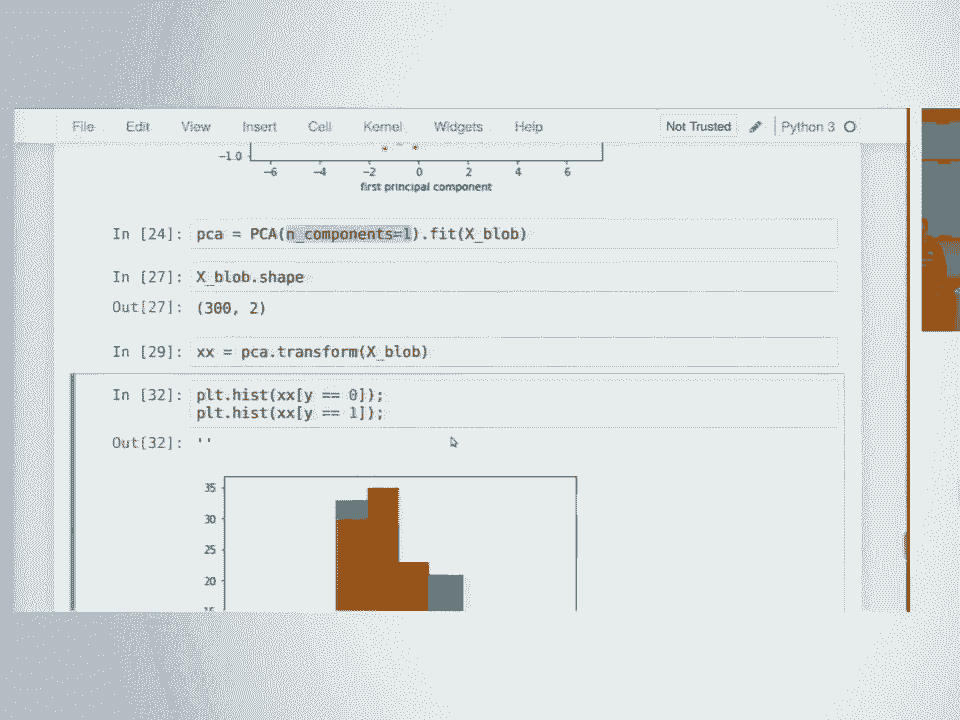 File Edit View Insert Cell Kernel Widgets Help Not Trusted Python 3
−1.0
−6 −4 −2 0 2 4 6
first principal component
In [24]: pca = PCA(n_components=1).fit(X_blob)
In [27]: X_blob.shape
Out[27]: (300, 2)
In [29]: xx = pca.transform(X_blob)
In [32]: plt.hist(xx[y == 0]);
plt.hist(xx[y == 1]);
Out[32]: ''
35
30
25
20